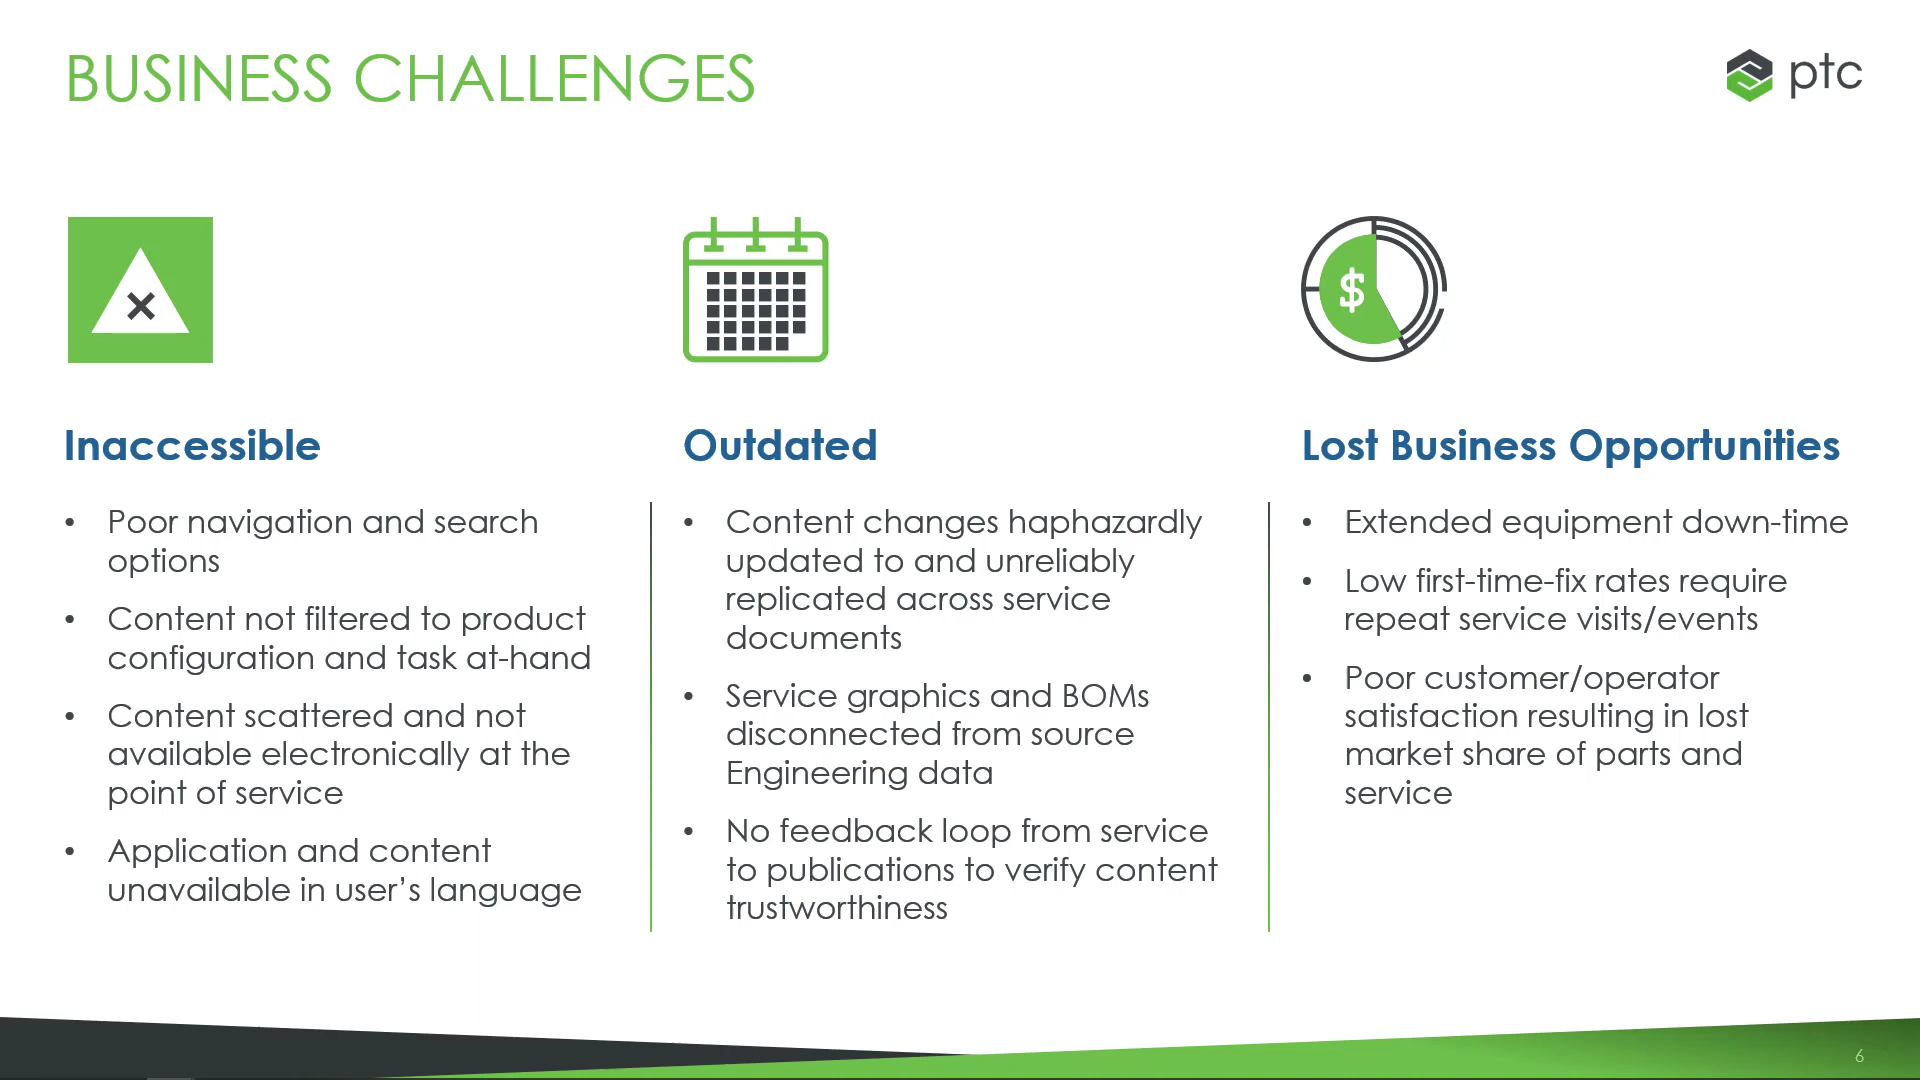 BUSINESS CHALLENGES
ptc
$
Inaccessible
• Poor navigation and search
options
• Content not filtered to product
configuration and task at-hand
• Content scattered and not
available electronically at the
point of service
• Application and content
unavailable in user’s language
Outdated
• Content changes haphazardly
updated to and unreliably
replicated across service
documents
• Service graphics and BOMs
disconnected from source
Engineering data
• No feedback loop from service
to publications to verify content
trustworthiness
Lost Business Opportunities
• Extended equipment down-time
• Low first-time-fix rates require
repeat service visits/events
• Poor customer/operator
satisfaction resulting in lost
market share of parts and
service
6